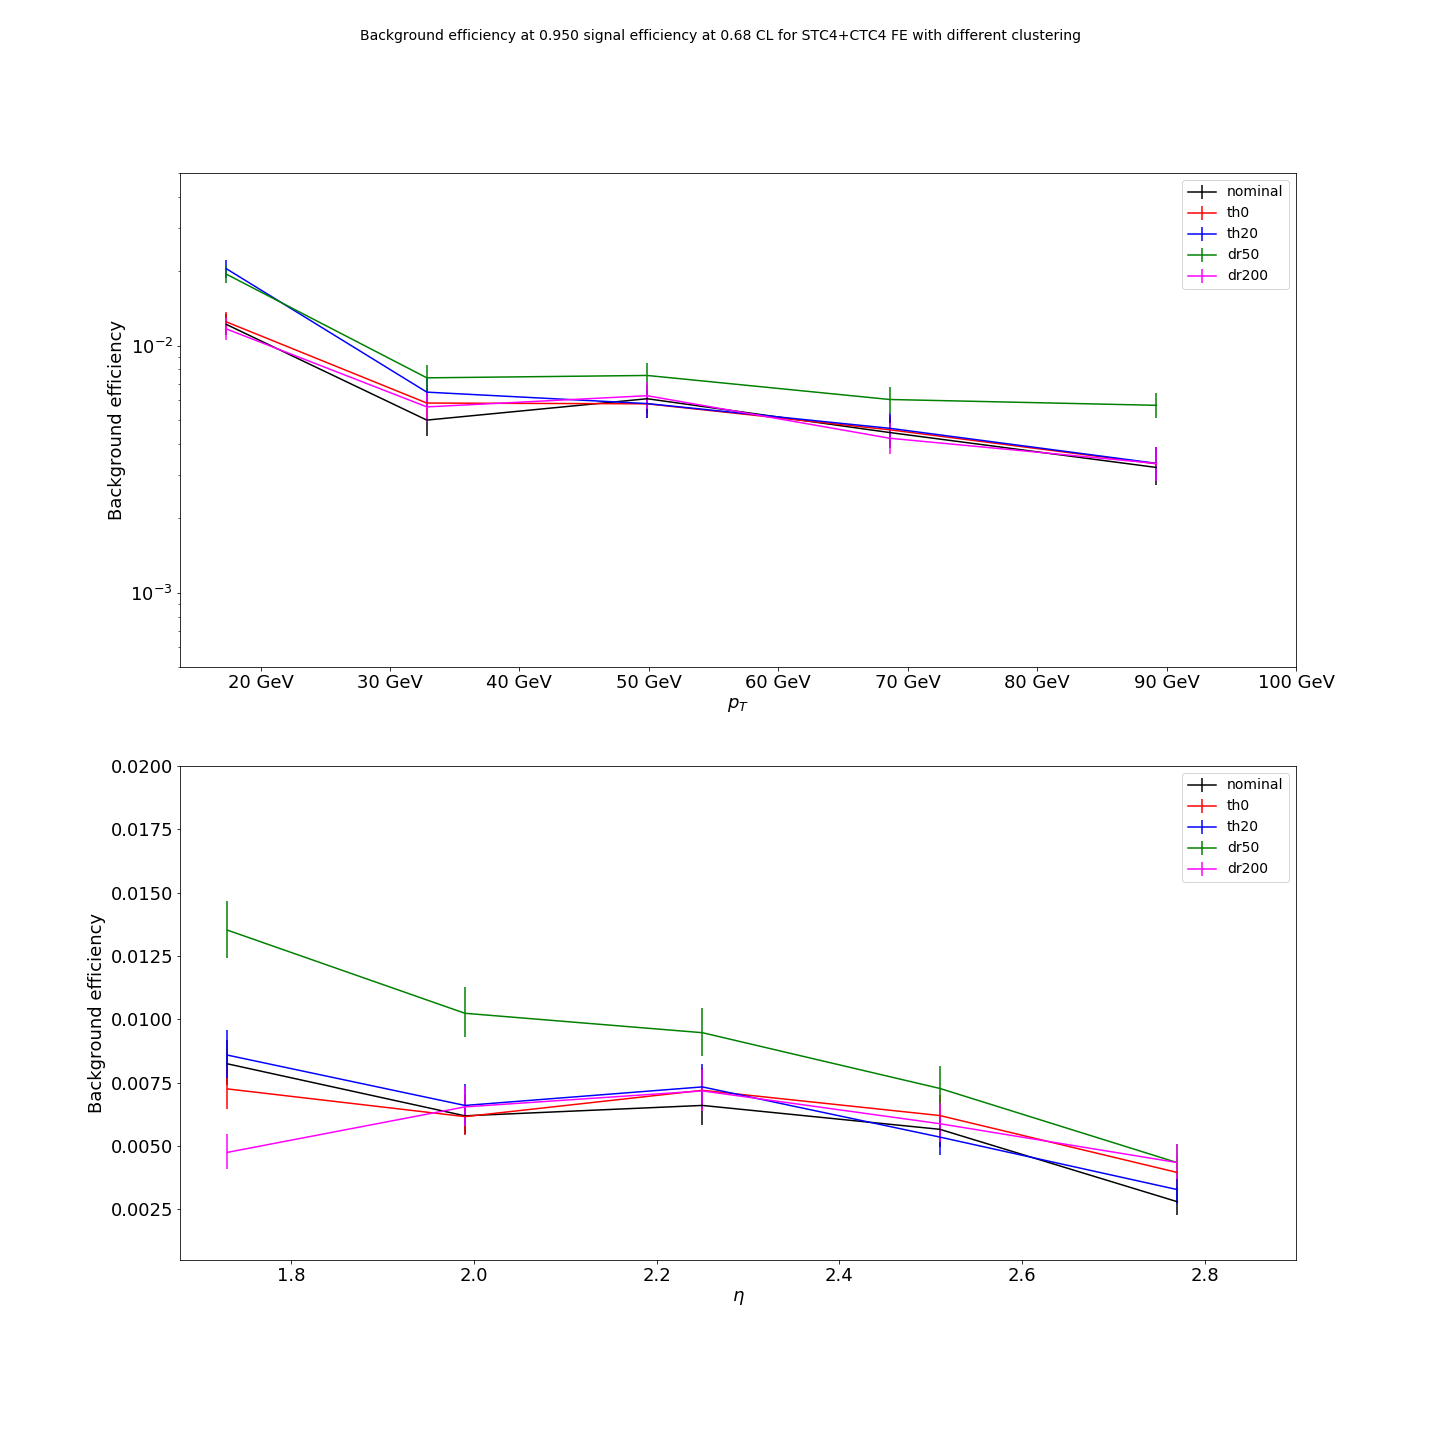 Background efficiency at 0.950 signal efficiency at 0.68 CL for STC4+CTC4 FE with different clustering
nominal
th0
th20
dr50
dr200
Background efficiency
10⁻²
10⁻³
20 GeV 30 GeV 40 GeV 50 GeV 60 GeV 70 GeV 80 GeV 90 GeV 100 GeV
p_T
nominal
th0
th20
dr50
dr200
Background efficiency
0.0200
0.0175
0.0150
0.0125
0.0100
0.0075
0.0050
0.0025
1.8 2.0 2.2 2.4 2.6 2.8
η